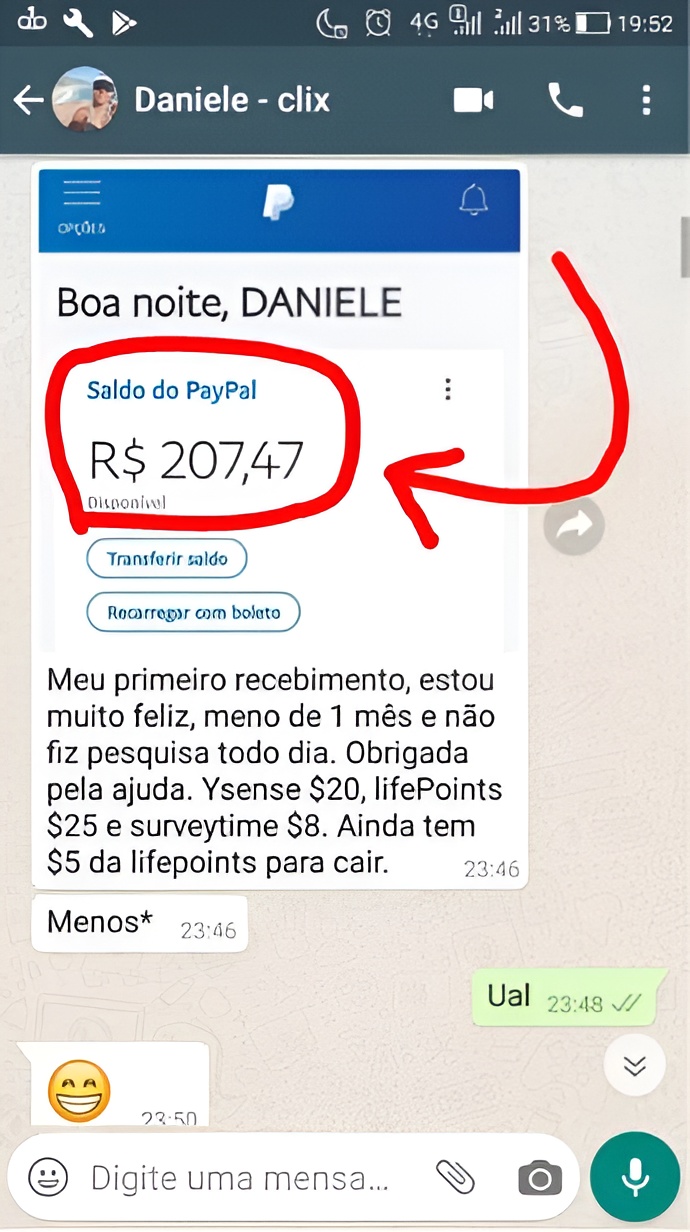 4G 31% 19:52
Daniele - clix
OPÇÕES
Boa noite, DANIELE
Saldo do PayPal
R$ 207,47
Disponível
Transferir saldo
Recarregar com boleto
Meu primeiro recebimento, estou
muito feliz, meno de 1 mês e não
fiz pesquisa todo dia. Obrigada
pela ajuda. Ysense $20, lifePoints
$25 e surveytime $8. Ainda tem
$5 da lifepoints para cair.
23:46
Menos* 23:46
Ual 23:48
23:50
Digite uma mensa...